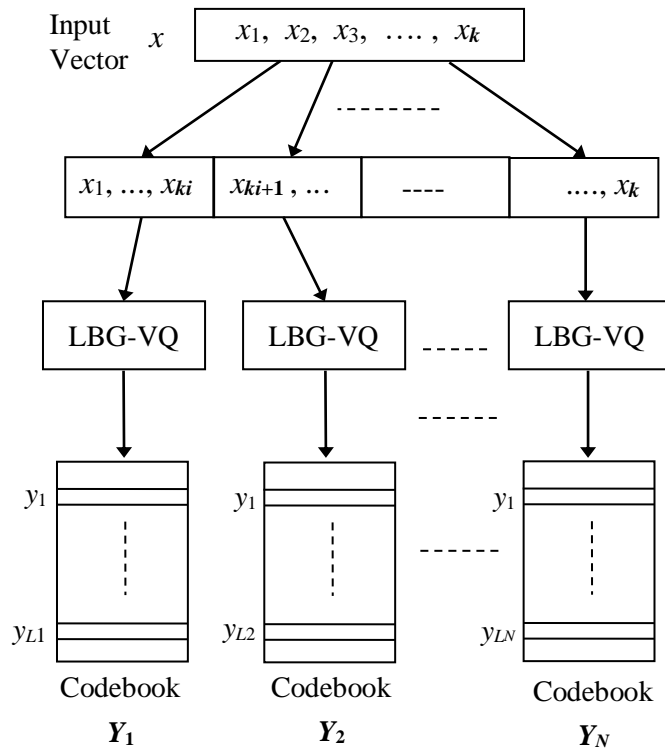 Input
Vector x
x1, x2, x3, …. , xk
x1, ..., xki
xki+1 , ...
...., xk
LBG-VQ
LBG-VQ
LBG-VQ
y1
y1
y1
yL1
yL2
yLN
Codebook
Codebook
Codebook
Y1
Y2
YN